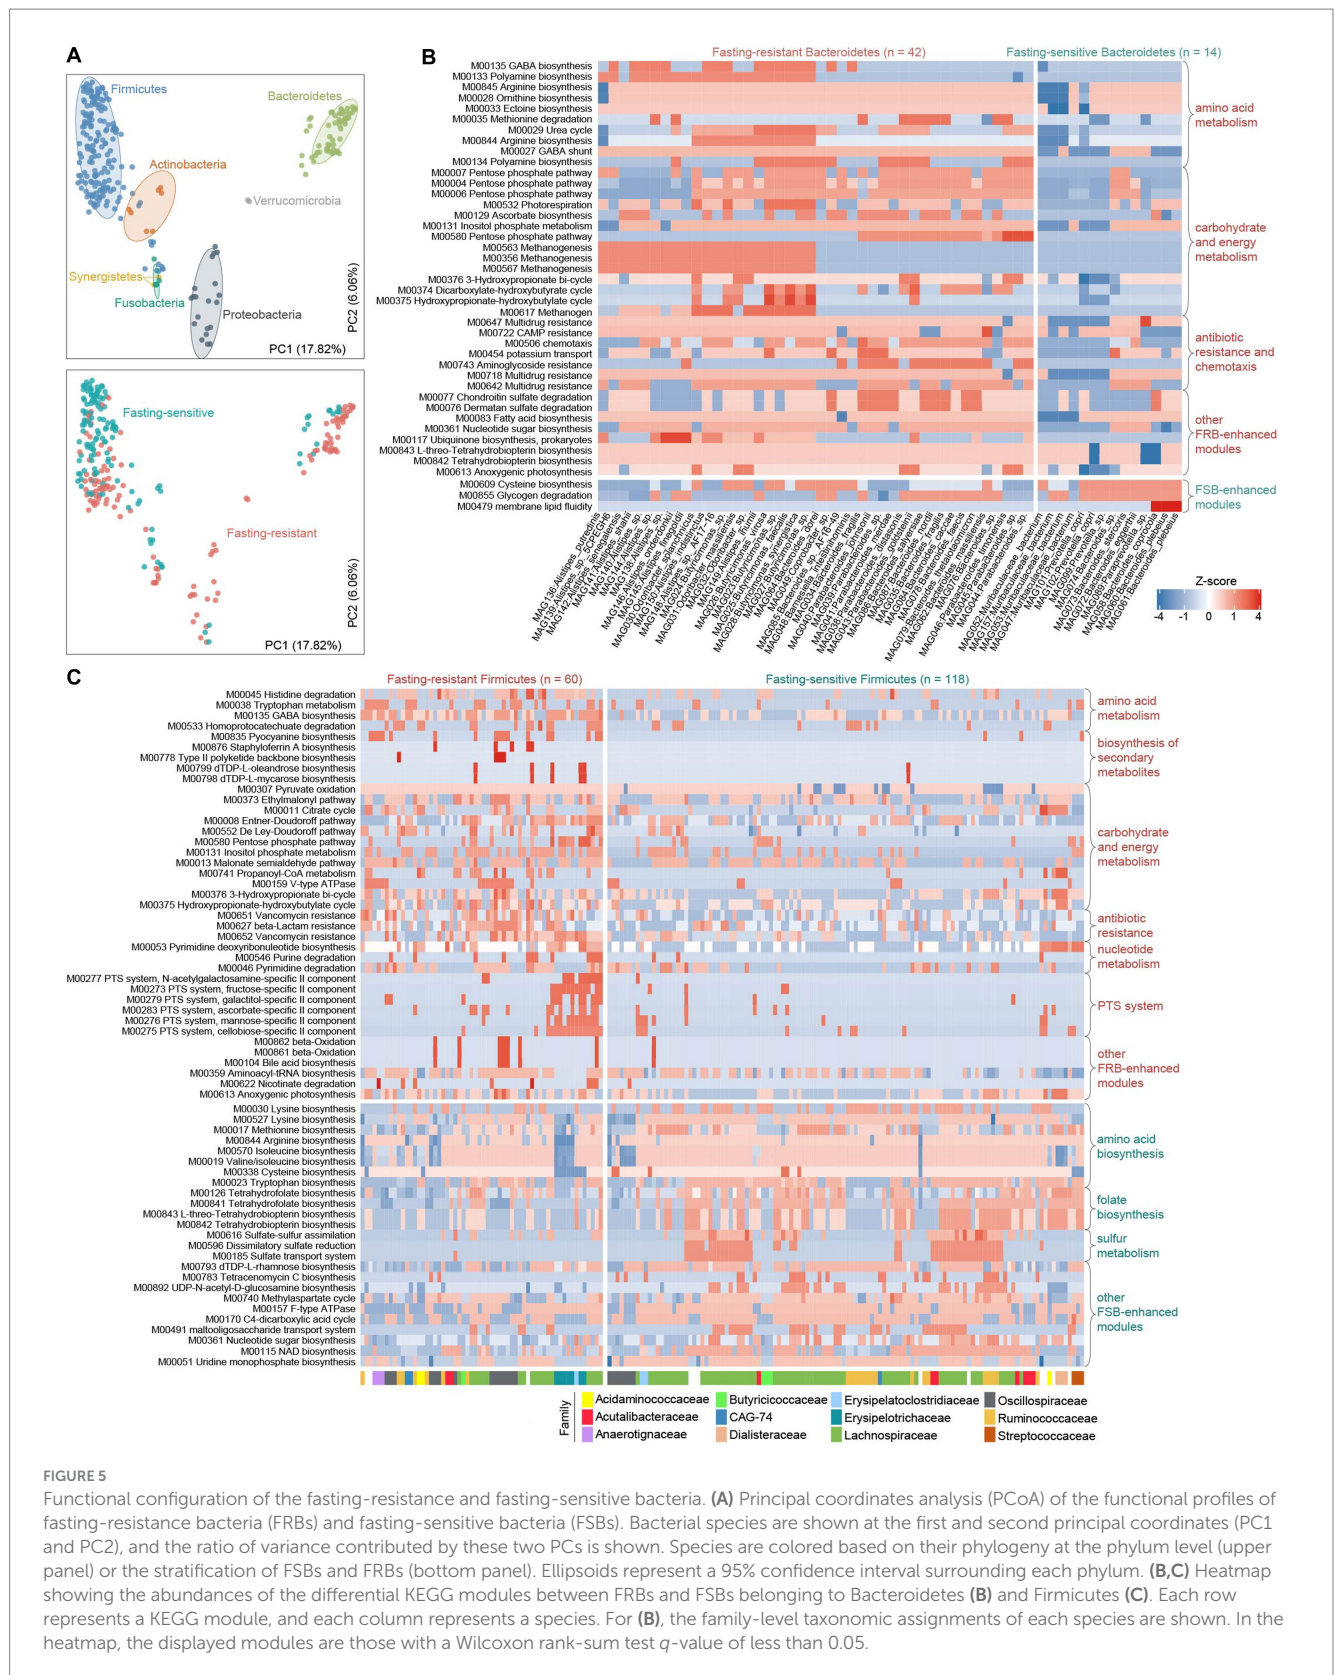 A
Firmicutes
Bacteroidetes
Actinobacteria
Verrucomicrobia
Synergistetes
Fusobacteria
Proteobacteria
PC1 (17.82%)
PC2 (6.06%)
Fasting-sensitive
Fasting-resistant
PC1 (17.82%)
PC2 (6.06%)
B
Fasting-resistant Bacteroidetes (n = 42)
Fasting-sensitive Bacteroidetes (n = 14)
M00135 GABA biosynthesis
M00133 Polyamine biosynthesis
M00845 Arginine biosynthesis
M00028 Ornithine biosynthesis
M00033 Ectoine biosynthesis
M00035 Methionine degradation
M00029 Urea cycle
M00844 Arginine biosynthesis
M00027 GABA shunt
M00134 Polyamine biosynthesis
M00007 Pentose phosphate pathway
M00004 Pentose phosphate pathway
M00006 Pentose phosphate pathway
M00532 Photorespiration
M00129 Ascorbate biosynthesis
M00131 Inositol phosphate metabolism
M00580 Pentose phosphate pathway
M00563 Methanogenesis
M00356 Methanogenesis
M00567 Methanogenesis
M00376 3-Hydroxypropionate bi-cycle
M00374 Dicarboxylate-hydroxybutyrate cycle
M00375 Hydroxypropionate-hydroxybutylate cycle
M00617 Methanogen
M00647 Multidrug resistance
M00722 CAMP resistance
M00506 chemotaxis
M00454 potassium transport
M00743 Aminoglycoside resistance
M00718 Multidrug resistance
M00642 Multidrug resistance
M00077 Chondroitin sulfate degradation
M00076 Dermatan sulfate degradation
M00083 Fatty acid biosynthesis
M00361 Nucleotide sugar biosynthesis
M00117 Ubiquinone biosynthesis, prokaryotes
M00843 L-threo-Tetrahydrobiopterin biosynthesis
M00842 Tetrahydrobiopterin biosynthesis
M00613 Anoxygenic photosynthesis
M00609 Cysteine biosynthesis
M00855 Glycogen degradation
M00479 membrane lipid fluidity
amino acid
metabolism
carbohydrate
and energy
metabolism
antibiotic
resistance and
chemotaxis
other
FRB-enhanced
modules
FSB-enhanced
modules
MAG136:Alistipes_putredinis
Z-score
-4 -1 0 1 4
C
Fasting-resistant Firmicutes (n = 60)
Fasting-sensitive Firmicutes (n = 118)
M00045 Histidine degradation
M00038 Tryptophan metabolism
M00135 GABA biosynthesis
M00533 Homoprotocatechuate degradation
M00835 Pyocyanine biosynthesis
M00876 Staphyloferrin A biosynthesis
M00778 Type II polyketide backbone biosynthesis
M00799 dTDP-L-oleandrose biosynthesis
M00798 dTDP-L-mycarose biosynthesis
M00307 Pyruvate oxidation
M00373 Ethylmalonyl pathway
M00011 Citrate cycle
M00008 Entner-Doudoroff pathway
M00552 De Ley-Doudoroff pathway
M00580 Pentose phosphate pathway
M00131 Inositol phosphate metabolism
M00013 Malonate semialdehyde pathway
M00741 Propanoyl-CoA metabolism
M00159 V-type ATPase
M00376 3-Hydroxypropionate bi-cycle
M00375 Hydroxypropionate-hydroxybutylate cycle
M00651 Vancomycin resistance
M00627 beta-Lactam resistance
M00652 Vancomycin resistance
M00053 Pyrimidine deoxyribonuleotide biosynthesis
M00546 Purine degradation
M00046 Pyrimidine degradation
M00277 PTS system, N-acetylgalactosamine-specific II component
M00273 PTS system, fructose-specific II component
M00279 PTS system, galactitol-specific II component
M00283 PTS system, ascorbate-specific II component
M00276 PTS system, mannose-specific II component
M00275 PTS system, cellobiose-specific II component
M00862 beta-Oxidation
M00861 beta-Oxidation
M00104 Bile acid biosynthesis
M00359 Aminoacyl-tRNA biosynthesis
M00622 Nicotinate degradation
M00613 Anoxygenic photosynthesis
M00030 Lysine biosynthesis
M00527 Lysine biosynthesis
M00017 Methionine biosynthesis
M00844 Arginine biosynthesis
M00570 Isoleucine biosynthesis
M00019 Valine/isoleucine biosynthesis
M00338 Cysteine biosynthesis
M00023 Tryptophan biosynthesis
M00126 Tetrahydrofolate biosynthesis
M00841 Tetrahydrofolate biosynthesis
M00843 L-threo-Tetrahydrobiopterin biosynthesis
M00842 Tetrahydrobiopterin biosynthesis
M00616 Sulfate-sulfur assimilation
M00596 Dissimilatory sulfate reduction
M00185 Sulfate transport system
M00793 dTDP-L-rhamnose biosynthesis
M00783 Tetracenomycin C biosynthesis
M00892 UDP-N-acetyl-D-glucosamine biosynthesis
M00740 Methylaspartate cycle
M00157 F-type ATPase
M00170 C4-dicarboxylic acid cycle
M00491 maltooligosaccharide transport system
M00361 Nucleotide sugar biosynthesis
M00115 NAD biosynthesis
M00051 Uridine monophosphate biosynthesis
amino acid
metabolism
biosynthesis of
secondary
metabolites
carbohydrate
and energy
metabolism
antibiotic
resistance
nucleotide
metabolism
PTS system
other
FRB-enhanced
modules
amino acid
biosynthesis
folate
biosynthesis
sulfur
metabolism
other
FSB-enhanced
modules
Family
Acidaminococcaceae Butyricicoccaceae Erysipelatoclostridiaceae Oscillospiraceae
Acutalibacteraceae CAG-74 Erysipelotrichaceae Ruminococcaceae
Anaerotignaceae Dialisteraceae Lachnospiraceae Streptococcaceae
FIGURE 5
Functional configuration of the fasting-resistance and fasting-sensitive bacteria. (A) Principal coordinates analysis (PCoA) of the functional profiles of
fasting-resistance bacteria (FRBs) and fasting-sensitive bacteria (FSBs). Bacterial species are shown at the first and second principal coordinates (PC1
and PC2), and the ratio of variance contributed by these two PCs is shown. Species are colored based on their phylogeny at the phylum level (upper
panel) or the stratification of FSBs and FRBs (bottom panel). Ellipsoids represent a 95% confidence interval surrounding each phylum. (B,C) Heatmap
showing the abundances of the differential KEGG modules between FRBs and FSBs belonging to Bacteroidetes (B) and Firmicutes (C). Each row
represents a KEGG module, and each column represents a species. For (B), the family-level taxonomic assignments of each species are shown. In the
heatmap, the displayed modules are those with a Wilcoxon rank-sum test q-value of less than 0.05.